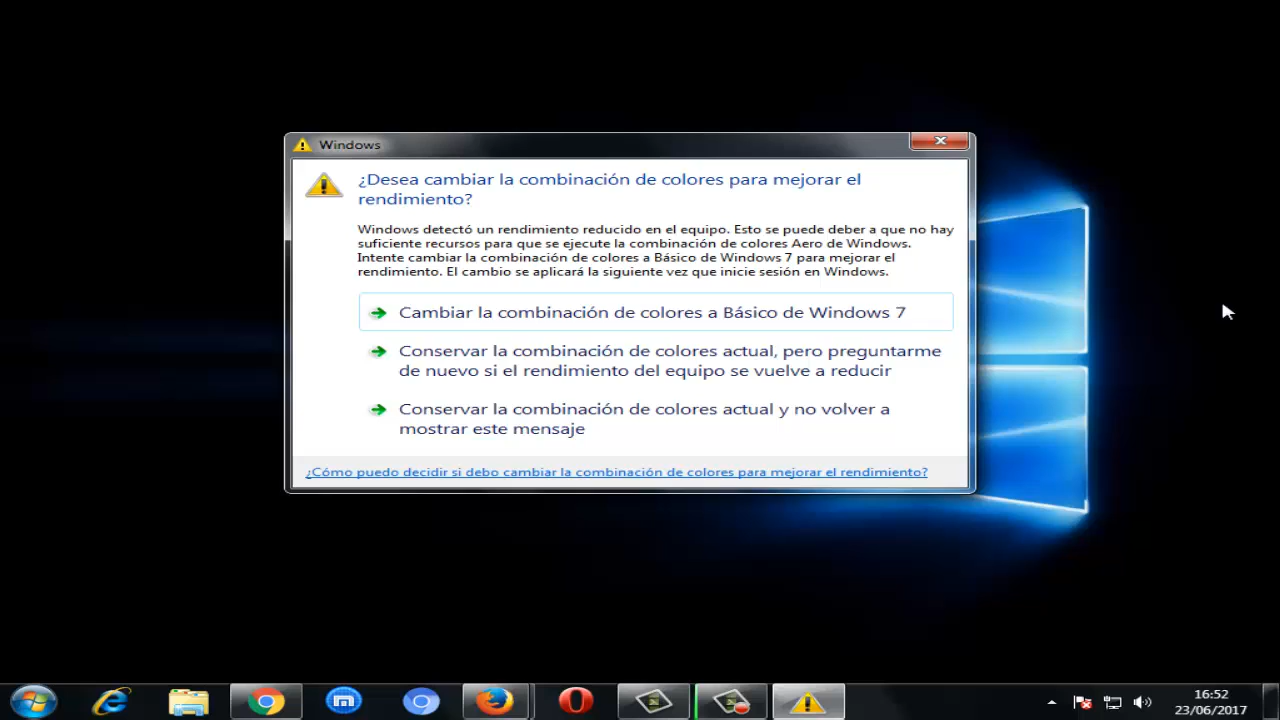 Windows
¿Desea cambiar la combinación de colores para mejorar el
rendimiento?
Windows detectó un rendimiento reducido en el equipo. Esto se puede deber a que no hay
suficiente recursos para que se ejecute la combinación de colores Aero de Windows.
Intente cambiar la combinación de colores a Básico de Windows 7 para mejorar el
rendimiento. El cambio se aplicará la siguiente vez que inicie sesión en Windows.
Cambiar la combinación de colores a Básico de Windows 7
Conservar la combinación de colores actual, pero preguntarme
de nuevo si el rendimiento del equipo se vuelve a reducir
Conservar la combinación de colores actual y no volver a
mostrar este mensaje
¿Cómo puedo decidir si debo cambiar la combinación de colores para mejorar el rendimiento?
16:52
23/06/2017